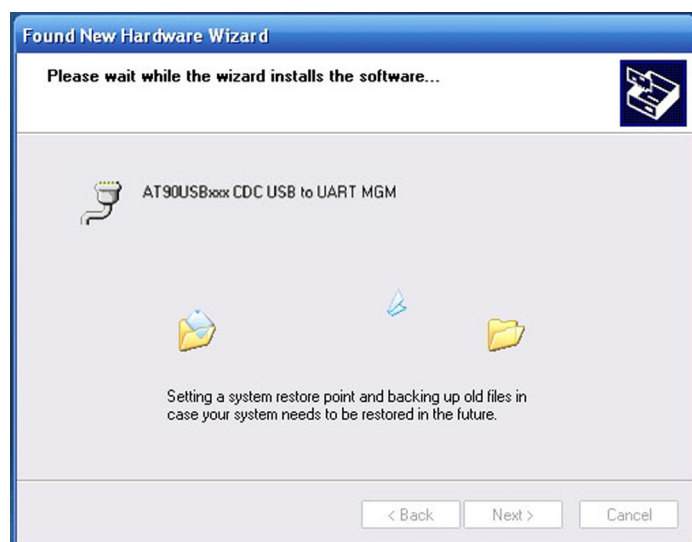 Found New Hardware Wizard
Please wait while the wizard installs the software...
AT90USBxxx CDC USB to UART MGM
Setting a system restore point and backing up old files in
case your system needs to be restored in the future.
< Back
Next >
Cancel